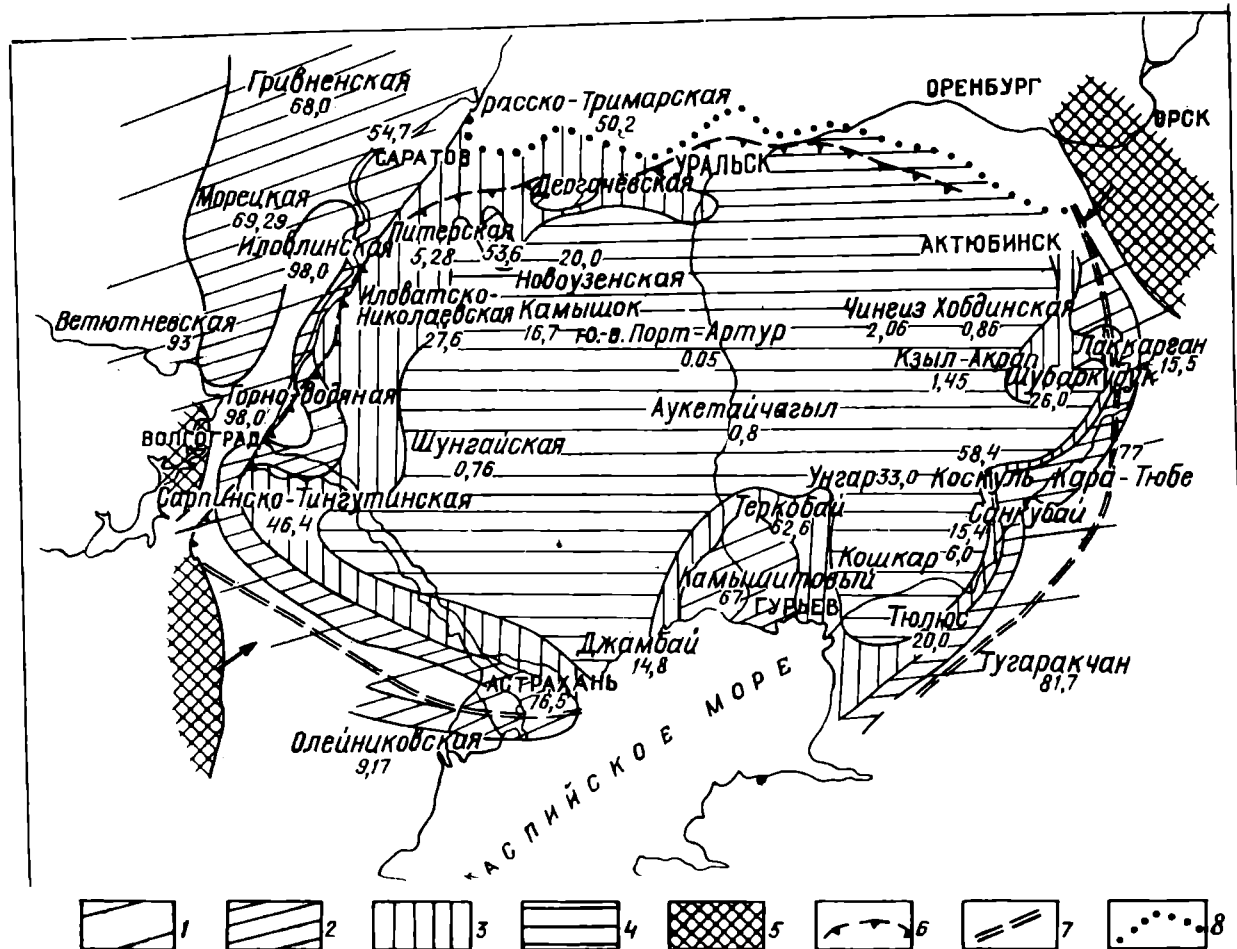 Гривненская
68,0
Урасско-Тримарская
50,2
ОРЕНБУРГ
ОРСК
54,7
САРАТОВ
УРАЛЬСК
Дергачёвская
Морецкая
69,29
Иловлинская
98,0
Питерская
5,28
53,6
20,0
Новоузенская
АКТЮБИНСК
Ветютневская
93
Иловатско-
Николаевская
27,6
Камышок
16,7
Ю.-в. Порт-Артур
0,05
Чингиз
2,06
Хобдинская
0,86
Кзыл-Акрап
1,45
Лаккарган
15,5
Шубаркудук
26,0
Горно-Водяная
98,0
ВОЛГОГРАД
Аукетайчагыл
0,8
Шунгайская
0,76
58,4
77
Унгар 33,0
Коскуль
Кара-Тюбе
Сарпинско-Тингутинская
46,4
Теркобай
62,6
Санкубай
15,4
Кошкар
6,0
Камышитовый
67
ГУРЬЕВ
Тюлюс
20,0
Джамбай
14,8
Тугаракчан
81,7
АСТРАХАНЬ
76,5
Олейниковская
9,17
КАСПИЙСКОЕ МОРЕ
1 2 3 4 5 6 7 8